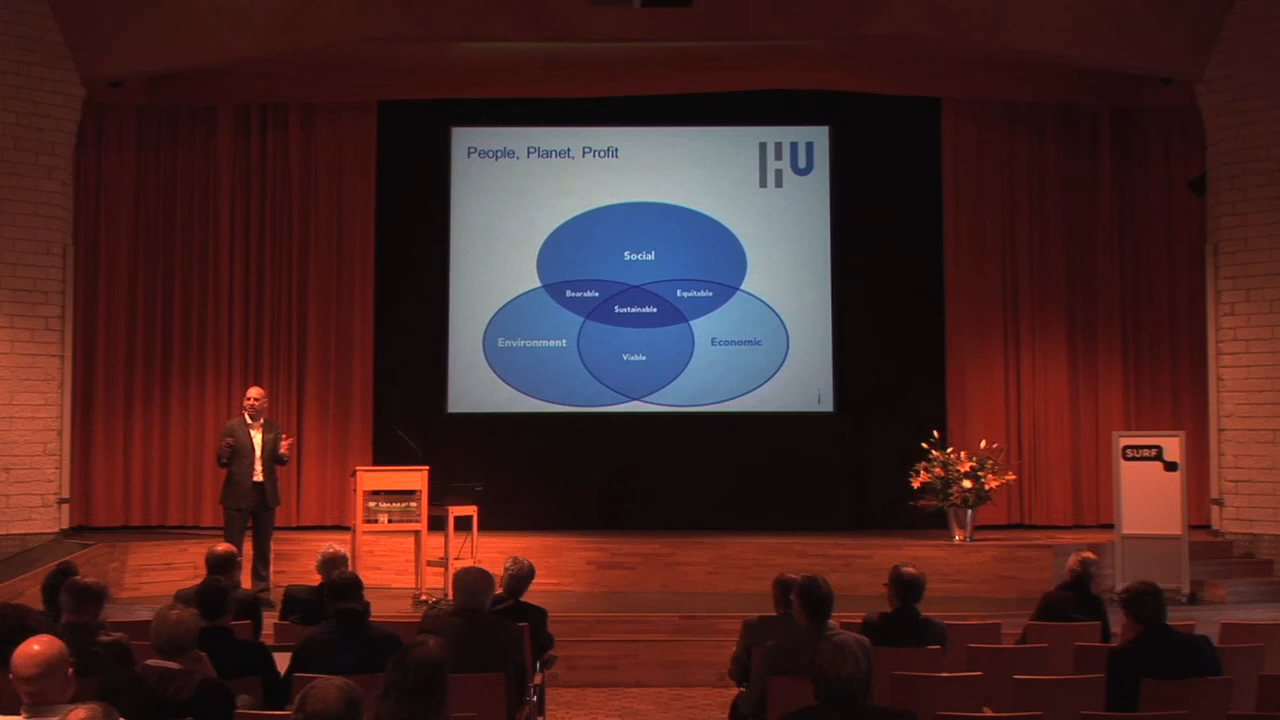 People, Planet, Profit
HU
Social
Bearable
Equitable
Sustainable
Environment
Economic
Viable
SURF